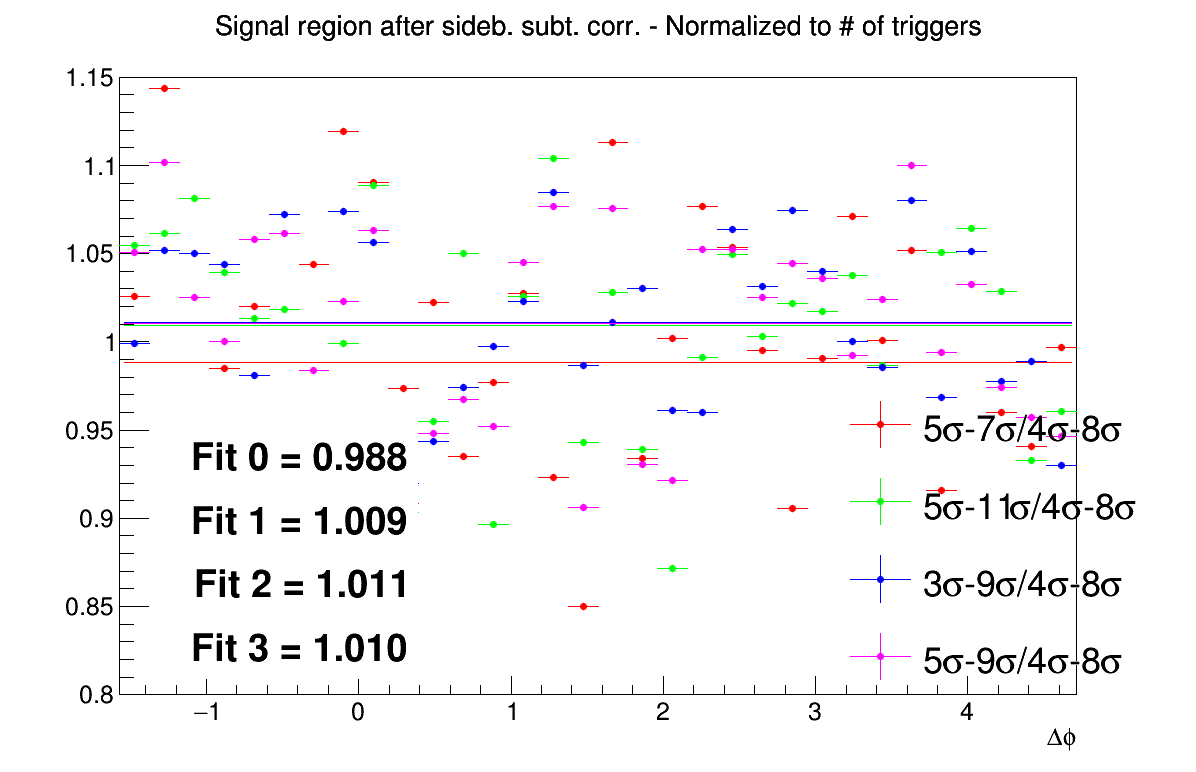 Signal region after sideb. subt. corr. - Normalized to # of triggers
1.15
1.1
1.05
1
0.95
0.9
0.85
0.8
Fit 0 = 0.988
Fit 1 = 1.009
Fit 2 = 1.011
Fit 3 = 1.010
5σ-7σ/4σ-8σ
5σ-11σ/4σ-8σ
3σ-9σ/4σ-8σ
5σ-9σ/4σ-8σ
−1 0 1 2 3 4
Δϕ